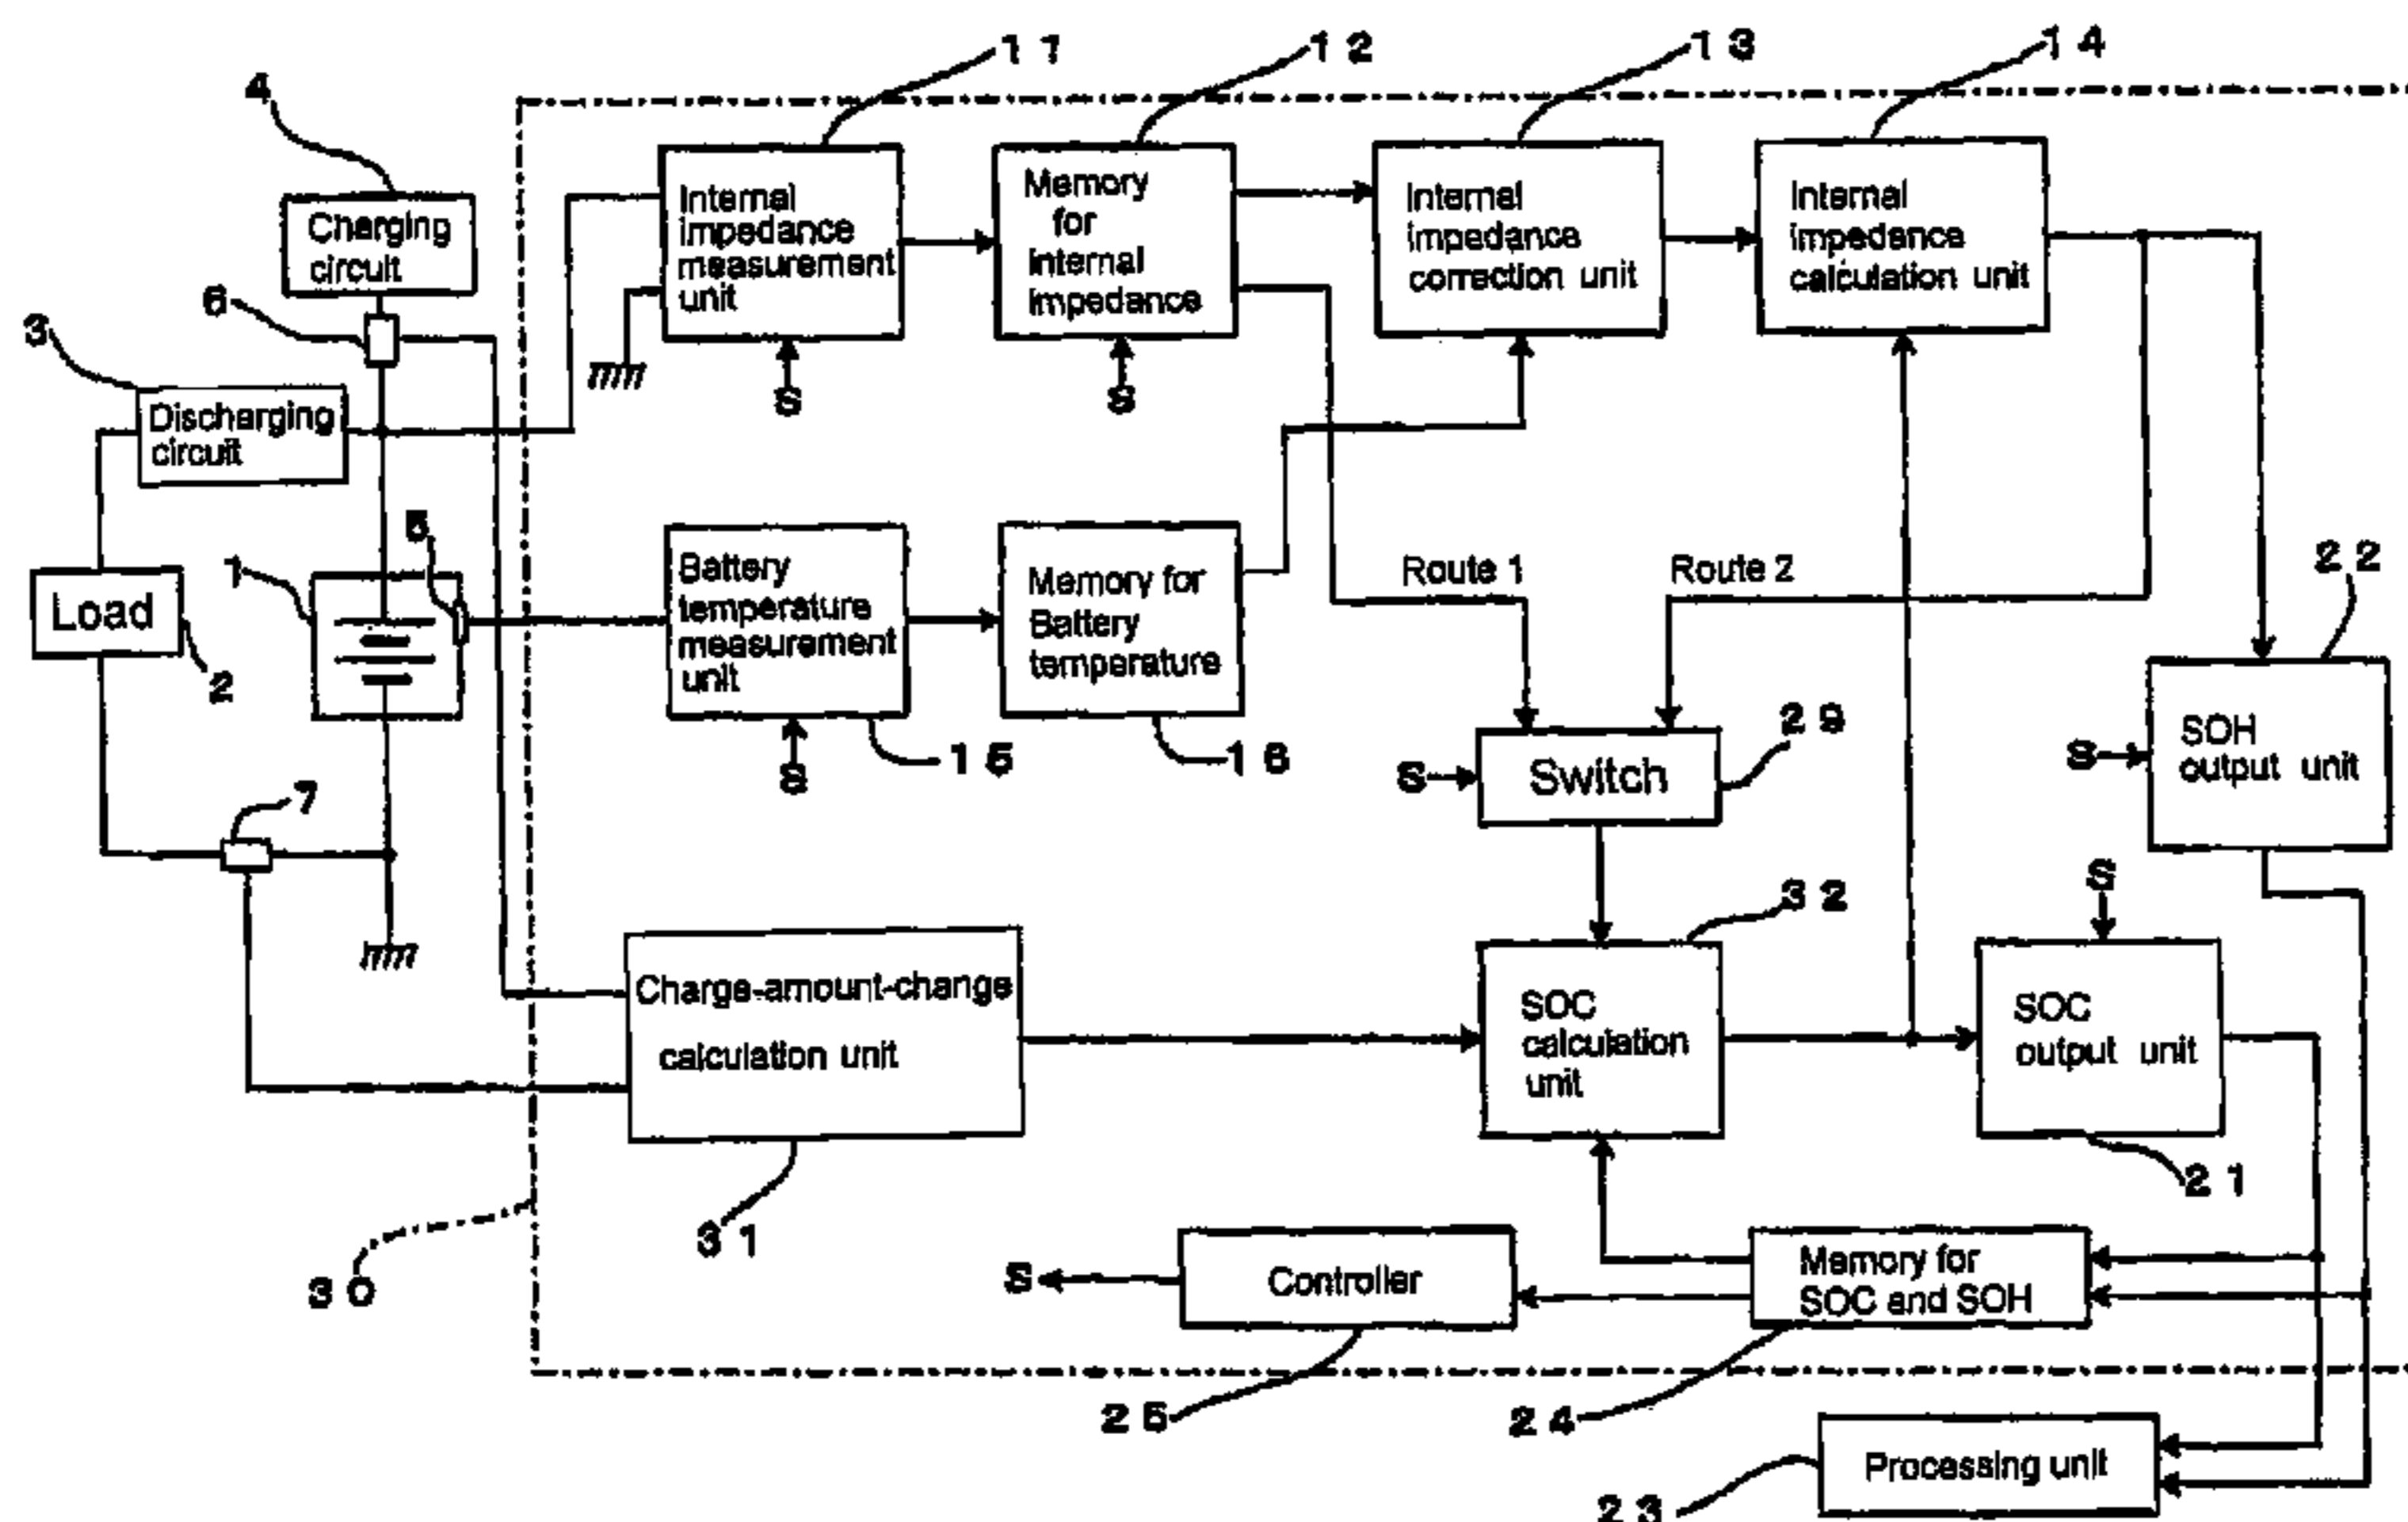 11
12
13
14
4
Internal
impedance
measurement
unit
Memory
for
Internal
Impedance
Internal
impedance
correction unit
Internal
impedance
calculation unit
Charging
circuit
6
3
S
S
Discharging
circuit
5
1
Load
2
Battery
temperature
measurement
unit
Memory for
Battery
temperature
Route 1
Route 2
22
15
16
S
29
S
Switch
S
SOH
output unit
7
32
S
Charge-amount-change
calculation unit
SOC
calculation
unit
SOC
output unit
21
31
30
S
Controller
Memory for
SOC and SOH
25
24
Processing unit
23